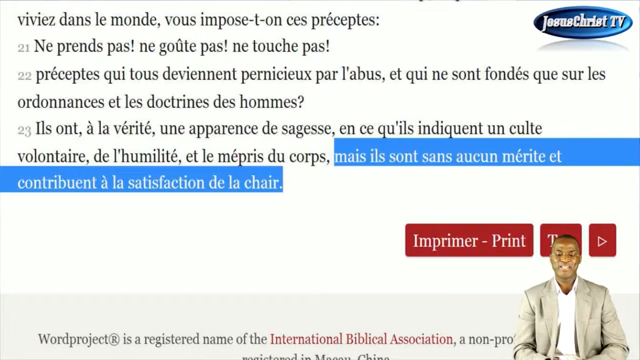 JesusChrist TV
viviez dans le monde, vous impose-t-on ces préceptes:
21 Ne prends pas! ne goûte pas! ne touche pas!
22 préceptes qui tous deviennent pernicieux par l'abus, et qui ne sont fondés que sur les
ordonnances et les doctrines des hommes?
23 Ils ont, à la vérité, une apparence de sagesse, en ce qu'ils indiquent un culte
volontaire, de l'humilité, et le mépris du corps, mais ils sont sans aucun mérite et
contribuent à la satisfaction de la chair.
Imprimer - Print
Wordproject® is a registered name of the International Biblical Association, a non-pro
registered in Macau, China